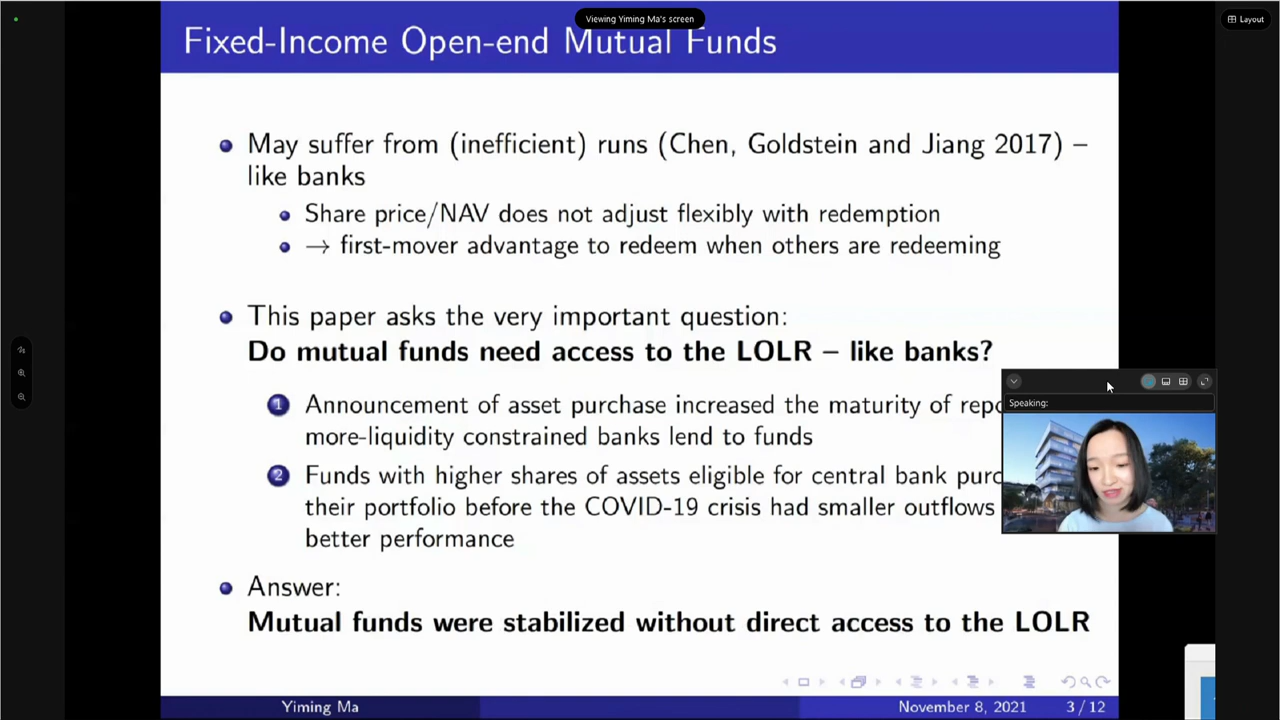 Viewing Yiming Ma's screen
Layout
Fixed-Income Open-end Mutual Funds
May suffer from (inefficient) runs (Chen, Goldstein and Jiang 2017) –
like banks
Share price/NAV does not adjust flexibly with redemption
→ first-mover advantage to redeem when others are redeeming
This paper asks the very important question:
Do mutual funds need access to the LOLR – like banks?
1 Announcement of asset purchase increased the maturity of
more-liquidity constrained banks lend to funds
2 Funds with higher shares of assets eligible for central bank
their portfolio before the COVID-19 crisis had smaller outflows
better performance
Speaking:
Answer:
Mutual funds were stabilized without direct access to the LOLR
Yiming Ma
November 8, 2021
3 / 12